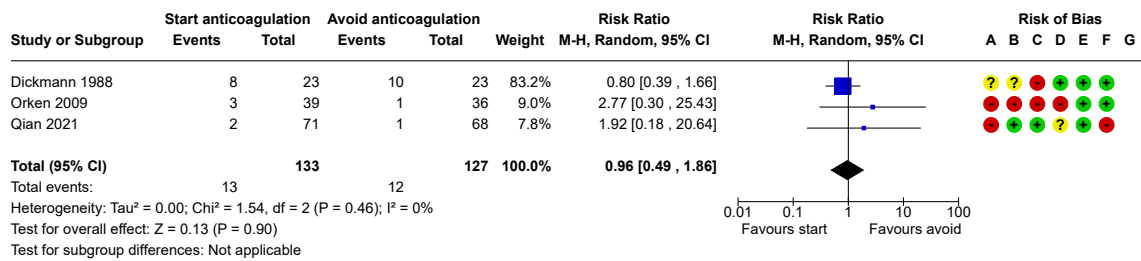 Start anticoagulation Avoid anticoagulation Risk Ratio Risk Ratio Risk of Bias
Study or Subgroup Events Total Events Total Weight M-H, Random, 95% CI M-H, Random, 95% CI A B C D E F G
Dickmann 1988 8 23 10 23 83.2% 0.80 [0.39 , 1.66] ? ? - + + +
Orken 2009 3 39 1 36 9.0% 2.77 [0.30 , 25.43] - - - - + +
Qian 2021 2 71 1 68 7.8% 1.92 [0.18 , 20.64] - + + ? + -
Total (95% CI) 133 127 100.0% 0.96 [0.49 , 1.86]
Total events: 13 12
Heterogeneity: Tau² = 0.00; Chi² = 1.54, df = 2 (P = 0.46); I² = 0%
0.01 0.1 1 10 100
Test for overall effect: Z = 0.13 (P = 0.90) Favours start Favours avoid
Test for subgroup differences: Not applicable